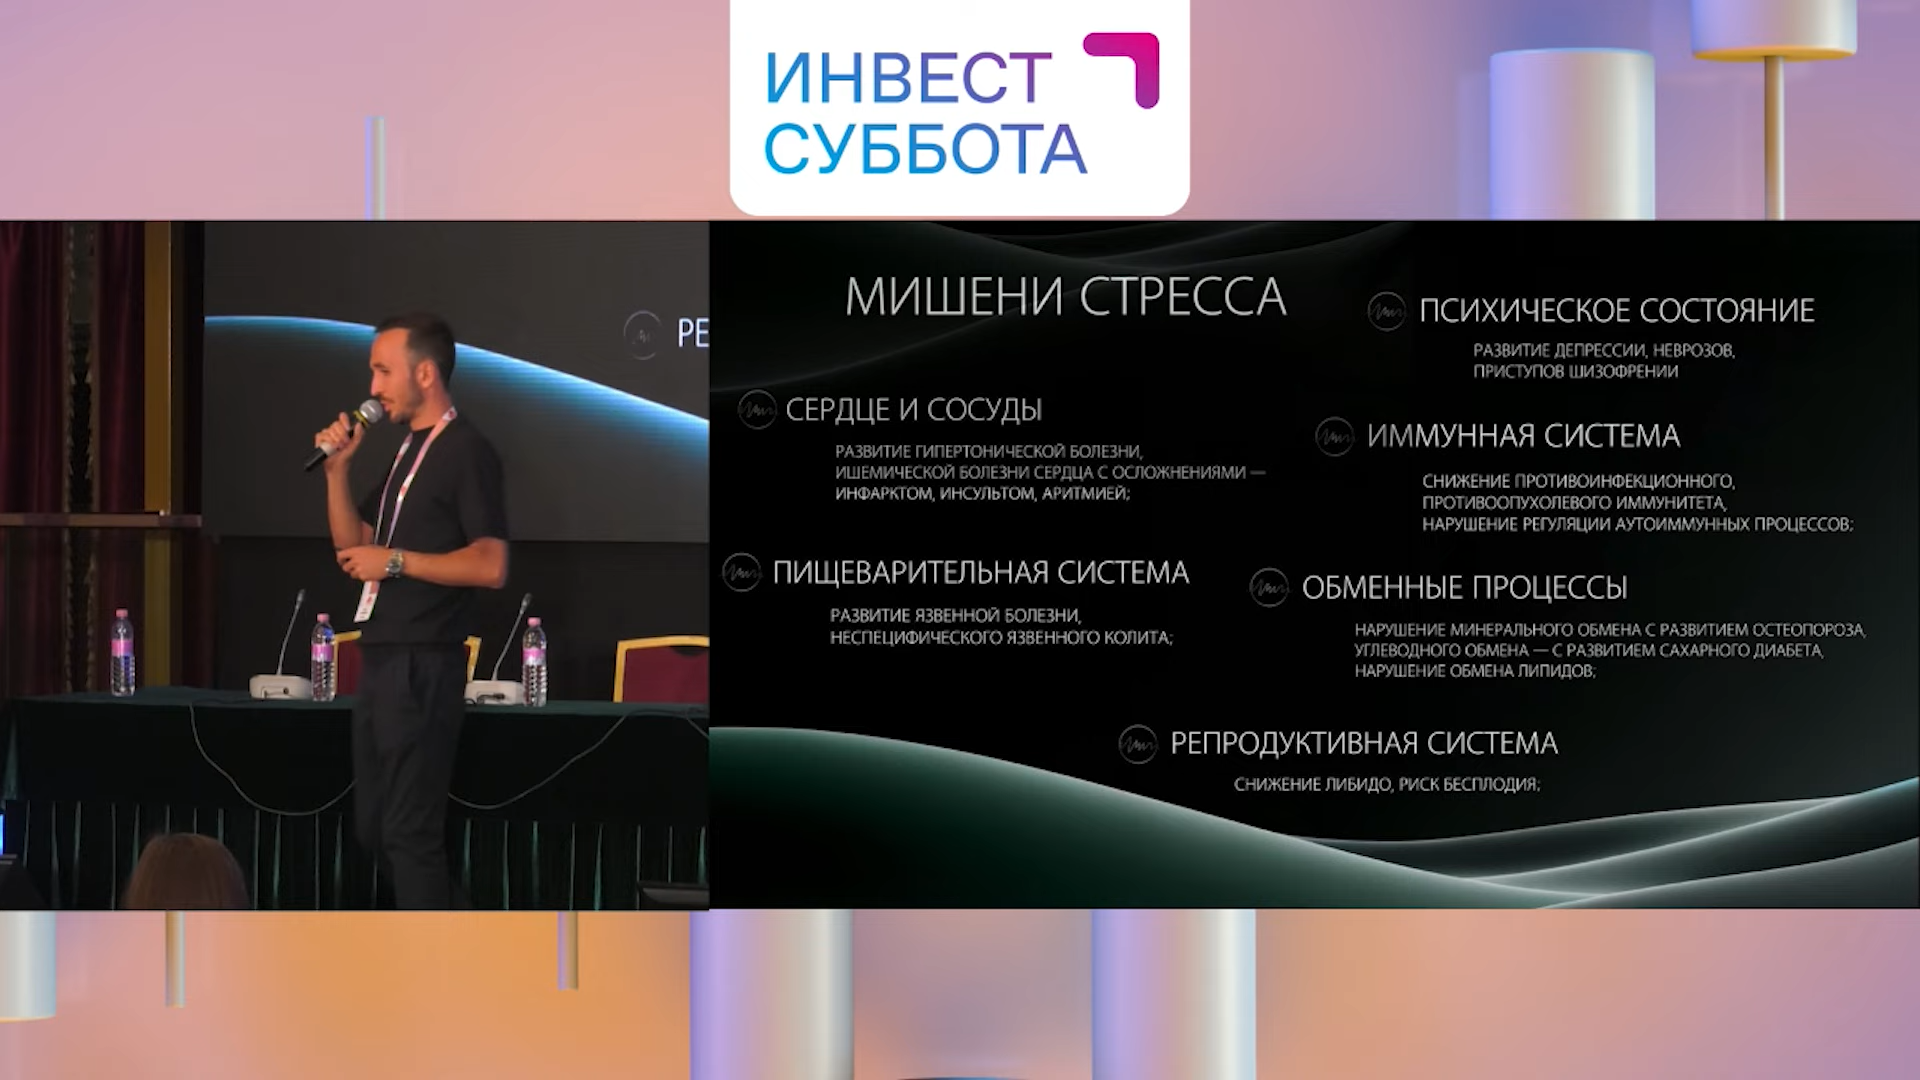 ИНВЕСТ
СУББОТА
РЕ
МИШЕНИ СТРЕССА
СЕРДЦЕ И СОСУДЫ
РАЗВИТИЕ ГИПЕРТОНИЧЕСКОЙ БОЛЕЗНИ,
ИШЕМИЧЕСКОЙ БОЛЕЗНИ СЕРДЦА С ОСЛОЖНЕНИЯМИ —
ИНФАРКТОМ, ИНСУЛЬТОМ, АРИТМИЕЙ;
ПИЩЕВАРИТЕЛЬНАЯ СИСТЕМА
РАЗВИТИЕ ЯЗВЕННОЙ БОЛЕЗНИ,
НЕСПЕЦИФИЧЕСКОГО ЯЗВЕННОГО КОЛИТА;
ПСИХИЧЕСКОЕ СОСТОЯНИЕ
РАЗВИТИЕ ДЕПРЕССИИ, НЕВРОЗОВ,
ПРИСТУПОВ ШИЗОФРЕНИИ
ИММУННАЯ СИСТЕМА
СНИЖЕНИЕ ПРОТИВОИНФЕКЦИОННОГО,
ПРОТИВООПУХОЛЕВОГО ИММУНИТЕТА,
НАРУШЕНИЕ РЕГУЛЯЦИИ АУТОИММУННЫХ ПРОЦЕССОВ;
ОБМЕННЫЕ ПРОЦЕССЫ
НАРУШЕНИЕ МИНЕРАЛЬНОГО ОБМЕНА С РАЗВИТИЕМ ОСТЕОПОРОЗА,
УГЛЕВОДНОГО ОБМЕНА — С РАЗВИТИЕМ САХАРНОГО ДИАБЕТА,
НАРУШЕНИЕ ОБМЕНА ЛИПИДОВ;
РЕПРОДУКТИВНАЯ СИСТЕМА
СНИЖЕНИЕ ЛИБИДО, РИСК БЕСПЛОДИЯ;